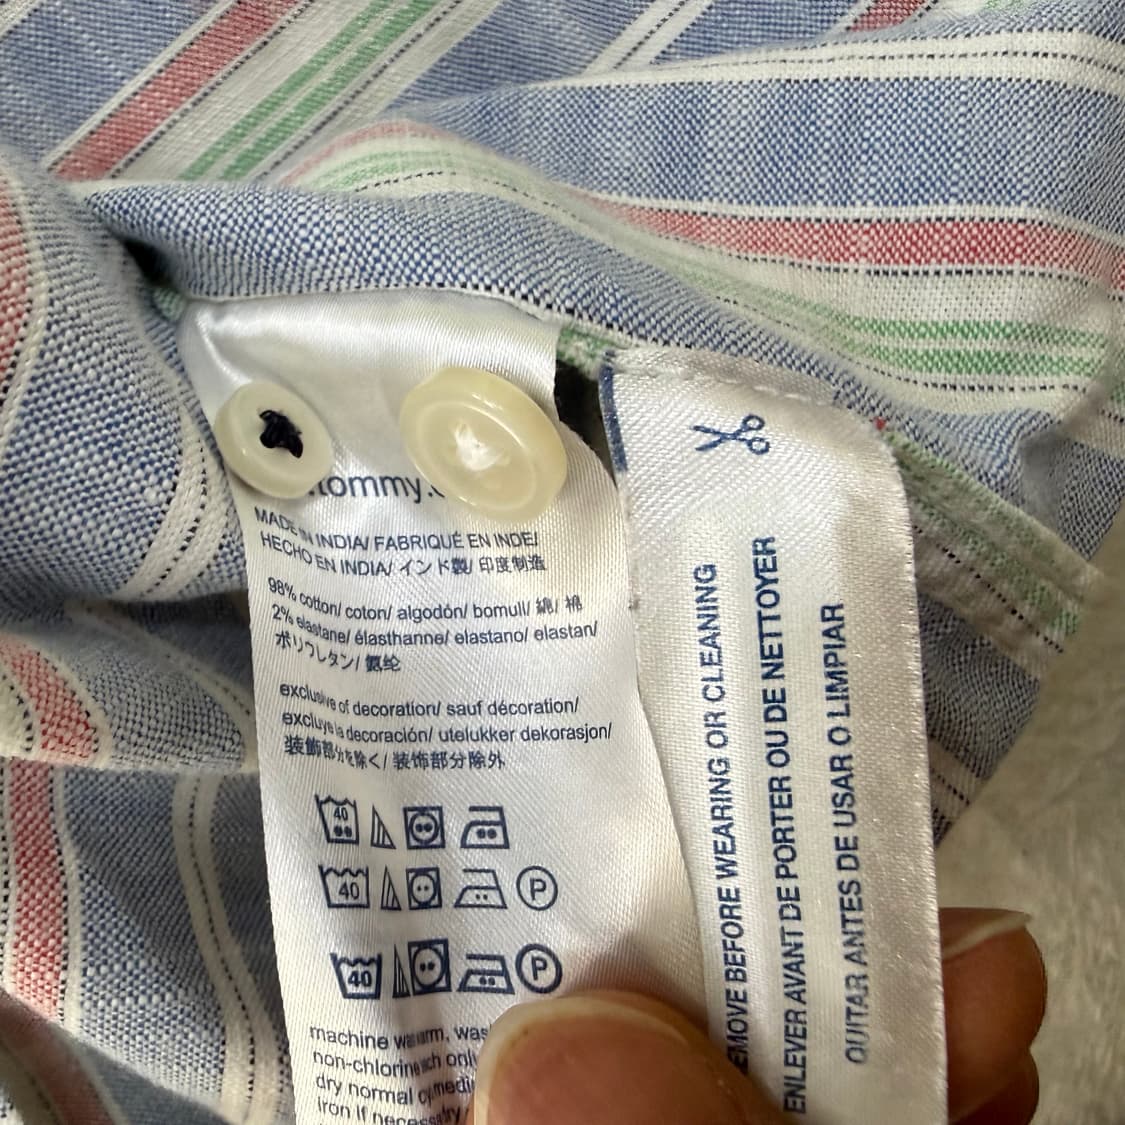 tommy.
MADE IN INDIA/ FABRIQUÉ EN INDE/
HECHO EN INDIA/ インド製/ 印度制造
98% cotton/ coton/ algodón/ bomull/ 綿/ 棉
2% elastane/ élasthanne/ elastano/ elastan/
ポリウレタン/ 氨纶
exclusive of decoration/ sauf décoration/
excluye la decoración/ utelukker dekorasjon/
装飾部分を除く/ 装饰部分除外
40
40 P
40 P
machine warm,
non-chlorine only
dry normal
iron if necessary
REMOVE BEFORE WEARING OR CLEANING
ENLEVER AVANT DE PORTER OU DE NETTOYER
QUITAR ANTES DE USAR O LIMPIAR